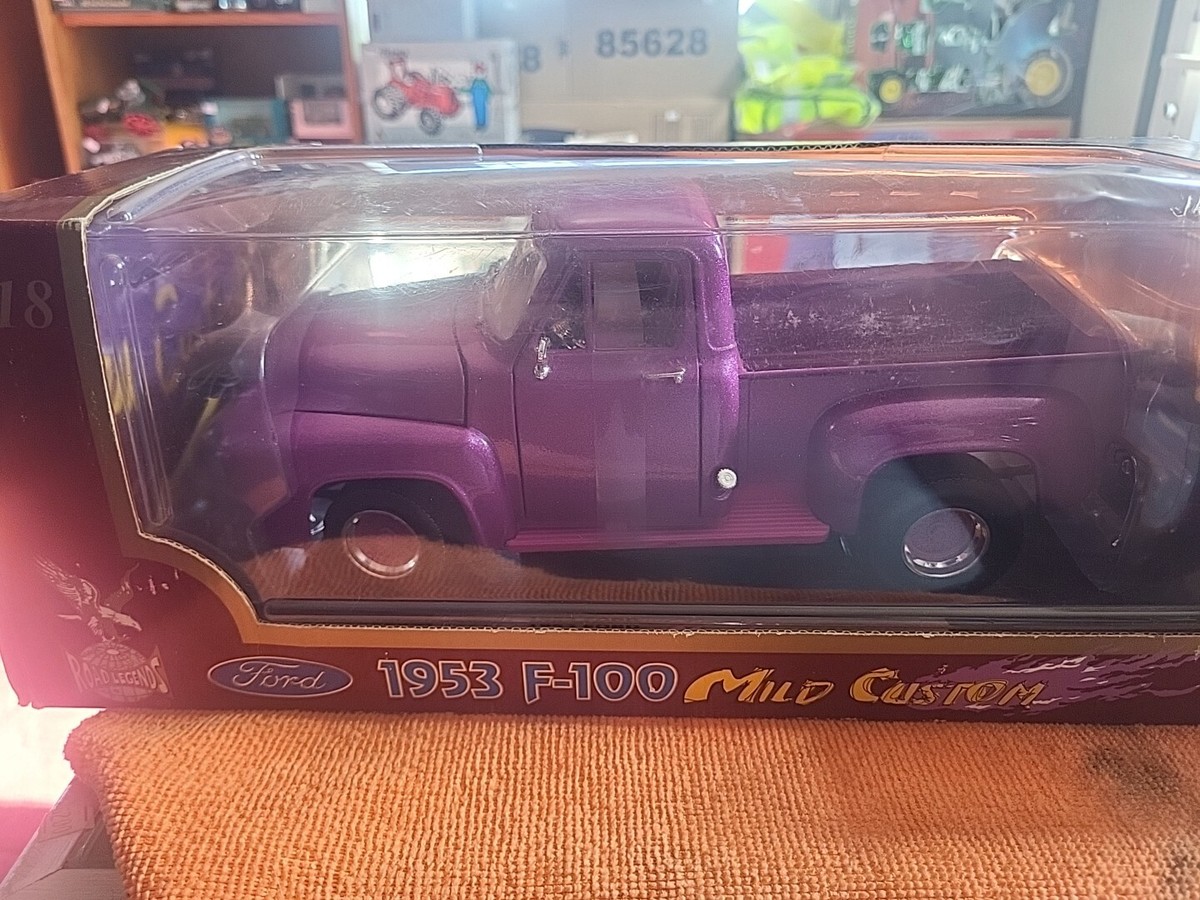 85628
18
ROAD LEGENDS
Ford 1953 F-100 MILD CUSTOM